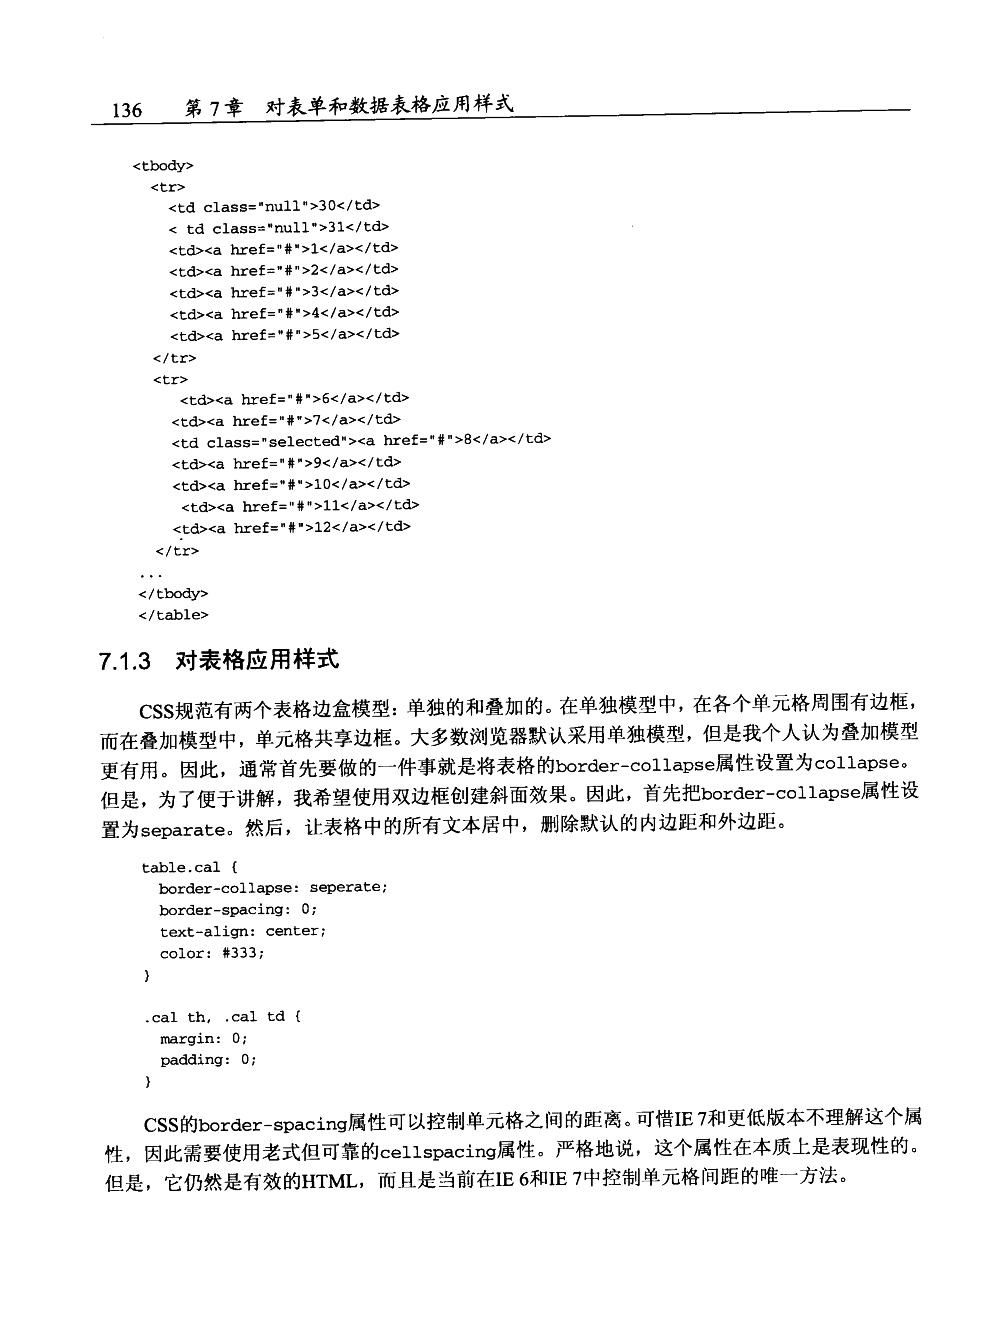 136 第 7 章 对表单和数据表格应用样式
<tbody>
<tr>
<td class="null">30</td>
< td class="null">31</td>
<td><a href="#">1</a></td>
<td><a href="#">2</a></td>
<td><a href="#">3</a></td>
<td><a href="#">4</a></td>
<td><a href="#">5</a></td>
</tr>
<tr>
<td><a href="#">6</a></td>
<td><a href="#">7</a></td>
<td class="selected"><a href="#">8</a></td>
<td><a href="#">9</a></td>
<td><a href="#">10</a></td>
<td><a href="#">11</a></td>
<td><a href="#">12</a></td>
</tr>
...
</tbody>
</table>
7.1.3 对表格应用样式
CSS规范有两个表格边盒模型：单独的和叠加的。在单独模型中，在各个单元格周围有边框，
而在叠加模型中，单元格共享边框。大多数浏览器默认采用单独模型，但是我个人认为叠加模型
更有用。因此，通常首先要做的一件事就是将表格的border-collapse属性设置为collapse。
但是，为了便于讲解，我希望使用双边框创建斜面效果。因此，首先把border-collapse属性设
置为separate。然后，让表格中的所有文本居中，删除默认的内边距和外边距。
table.cal {
border-collapse: seperate;
border-spacing: 0;
text-align: center;
color: #333;
}
.cal th, .cal td {
margin: 0;
padding: 0;
}
CSS的border-spacing属性可以控制单元格之间的距离。可惜IE 7和更低版本不理解这个属
性，因此需要使用老式但可靠的cellspacing属性。严格地说，这个属性在本质上是表现性的。
但是，它仍然是有效的HTML，而且是当前在IE 6和IE 7中控制单元格间距的唯一方法。